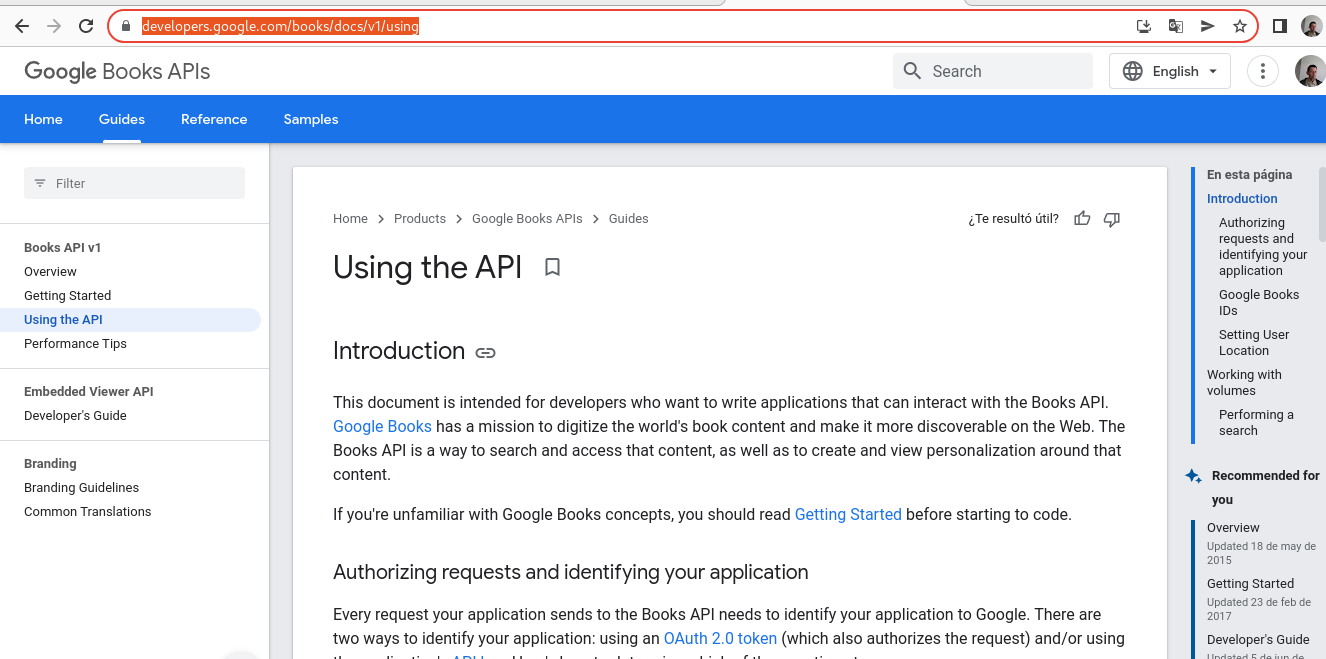 developers.google.com/books/docs/v1/using
Google Books APIs
Search
English
Home Guides Reference Samples
Filter
Books API v1
Overview
Getting Started
Using the API
Performance Tips
Embedded Viewer API
Developer's Guide
Branding
Branding Guidelines
Common Translations
Home > Products > Google Books APIs > Guides
¿Te resultó útil?
Using the API
Introduction
This document is intended for developers who want to write applications that can interact with the Books API.
Google Books has a mission to digitize the world's book content and make it more discoverable on the Web. The
Books API is a way to search and access that content, as well as to create and view personalization around that
content.
If you're unfamiliar with Google Books concepts, you should read Getting Started before starting to code.
Authorizing requests and identifying your application
Every request your application sends to the Books API needs to identify your application to Google. There are
two ways to identify your application: using an OAuth 2.0 token (which also authorizes the request) and/or using
En esta página
Introduction
Authorizing
requests and
identifying your
application
Google Books
IDs
Setting User
Location
Working with
volumes
Performing a
search
Recommended for
you
Overview
Updated 18 de may de
2015
Getting Started
Updated 23 de feb de
2017
Developer's Guide
Updated 5 de jun de